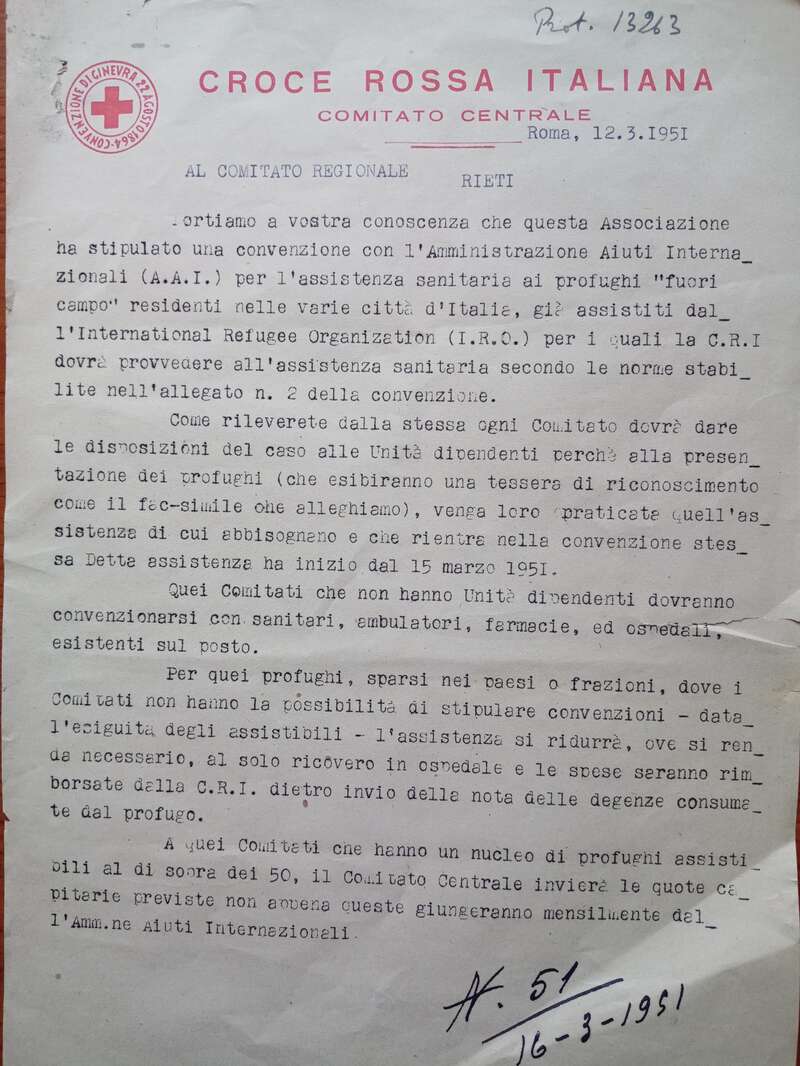 Prot. 13263
CONVENZIONE DI GINEVRA 22 AGOSTO 1864
CROCE ROSSA ITALIANA
COMITATO CENTRALE
Roma, 12.3.1951
AL COMITATO REGIONALE
RIETI
.ortiamo a vostra conoscenza che questa Associazione
ha stipulato una convenzione con l'Amministrazione Aiuti Interna_
zionali (A.A.I.) per l'assistenza sanitaria ai profughi "fuori
campo" residenti nelle varie città d'Italia, già assistiti dal_
l'International Refugee Organization (I.R.O.) per i quali la C.R.I
dovrà provvedere all'assistenza sanitaria secondo le norme stabi_
lite nell'allegato n. 2 della convenzione.
Come rileverete dalla stessa ogni Comitato dovrà dare
le disposizioni del caso alle Unità dipendenti perchè alla presen_
tazione dei profughi (che esibiranno una tessera di riconoscimento
come il fac-simile che alleghiamo), venga loro praticata quell'as_
sistenza di cui abbisognano e che rientra nella convenzione stes_
sa Detta assistenza ha inizio dal 15 marzo 1951.
Quei Comitati che non hanno Unità dipendenti dovranno
convenzionarsi con sanitari, ambulatori, farmacie, ed ospedali,
esistenti sul posto.
Per quei profughi, sparsi nei paesi o frazioni, dove i
Comitati non hanno la possibilità di stipulare convenzioni - data
l'esiguità degli assistibili - l'assistenza si ridurrà, ove si ren_
da necessario, al solo ricovero in ospedale e le spese saranno rim_
borsate dalla C.R.I. dietro invio della nota delle degenze consuma_
te dal profugo.
A quei Comitati che hanno un nucleo di profughi assisti_
bili al di sopra dei 50, il Comitato Centrale invierà le quote ca_
pitarie previste non appena queste giungeranno mensilmente dal_
l'Amm.ne Aiuti Internazionali.
N. 51
16-3-1951